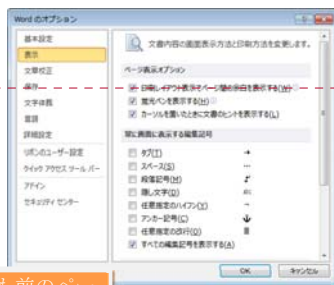 Word のオプション
基本設定
表示
文章校正
保存
文字体裁
言語
詳細設定
リボンのユーザー設定
クイック アクセス ツール バー
アドイン
セキュリティ センター
文書内容の画面表示方法と印刷方法を変更します。
ページ表示オプション
印刷レイアウト表示でページ間の余白を表示する(W)
蛍光ペンを表示する(H)
カーソルを置いたときに文書のヒントを表示する(L)
常に画面に表示する編集記号
タブ(T) →
スペース(S) ...
段落記号(M)
隠し文字(D) abc
任意指定のハイフン(Y) ¬
アンカー記号(C)
任意指定の改行(O)
すべての編集記号を表示する(A)
OK キャンセル
前のペー